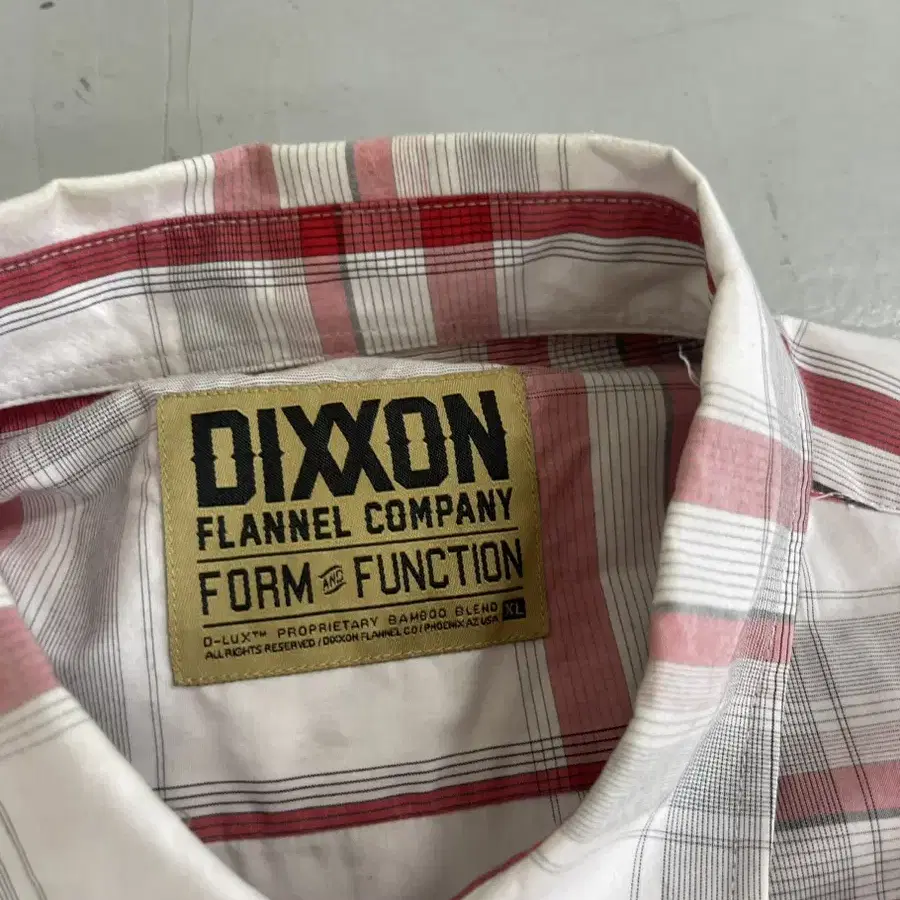 DIXXON
FLANNEL COMPANY
FORM AND FUNCTION
D-LUX™ PROPRIETARY BAMBOO BLEND XL
ALL RIGHTS RESERVED / DIXXON FLANNEL CO / PHOENIX AZ USA